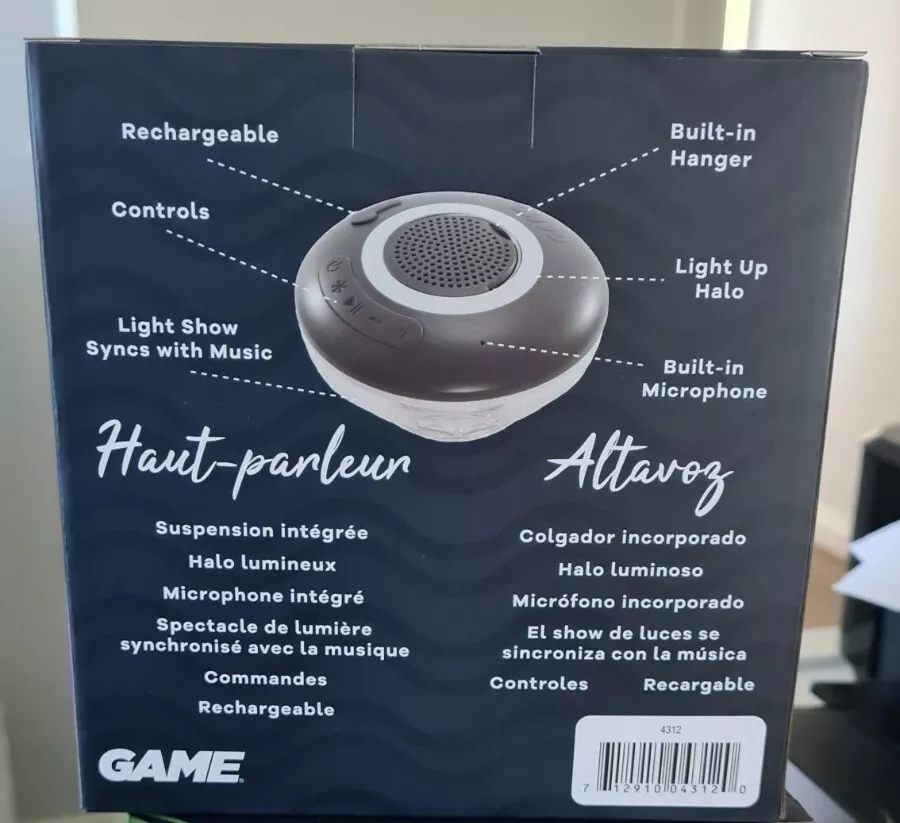 Rechargeable
Controls
Light Show
Syncs with Music
Built-in
Hanger
Light Up
Halo
Built-in
Microphone
Haut-parleur
Suspension intégrée
Halo lumineux
Microphone intégré
Spectacle de lumière
synchronisé avec la musique
Commandes
Rechargeable
Altavoz
Colgador incorporado
Halo luminoso
Micrófono incorporado
El show de luces se
sincroniza con la música
Controles Recargable
GAME
4312
7 12910 04312 0